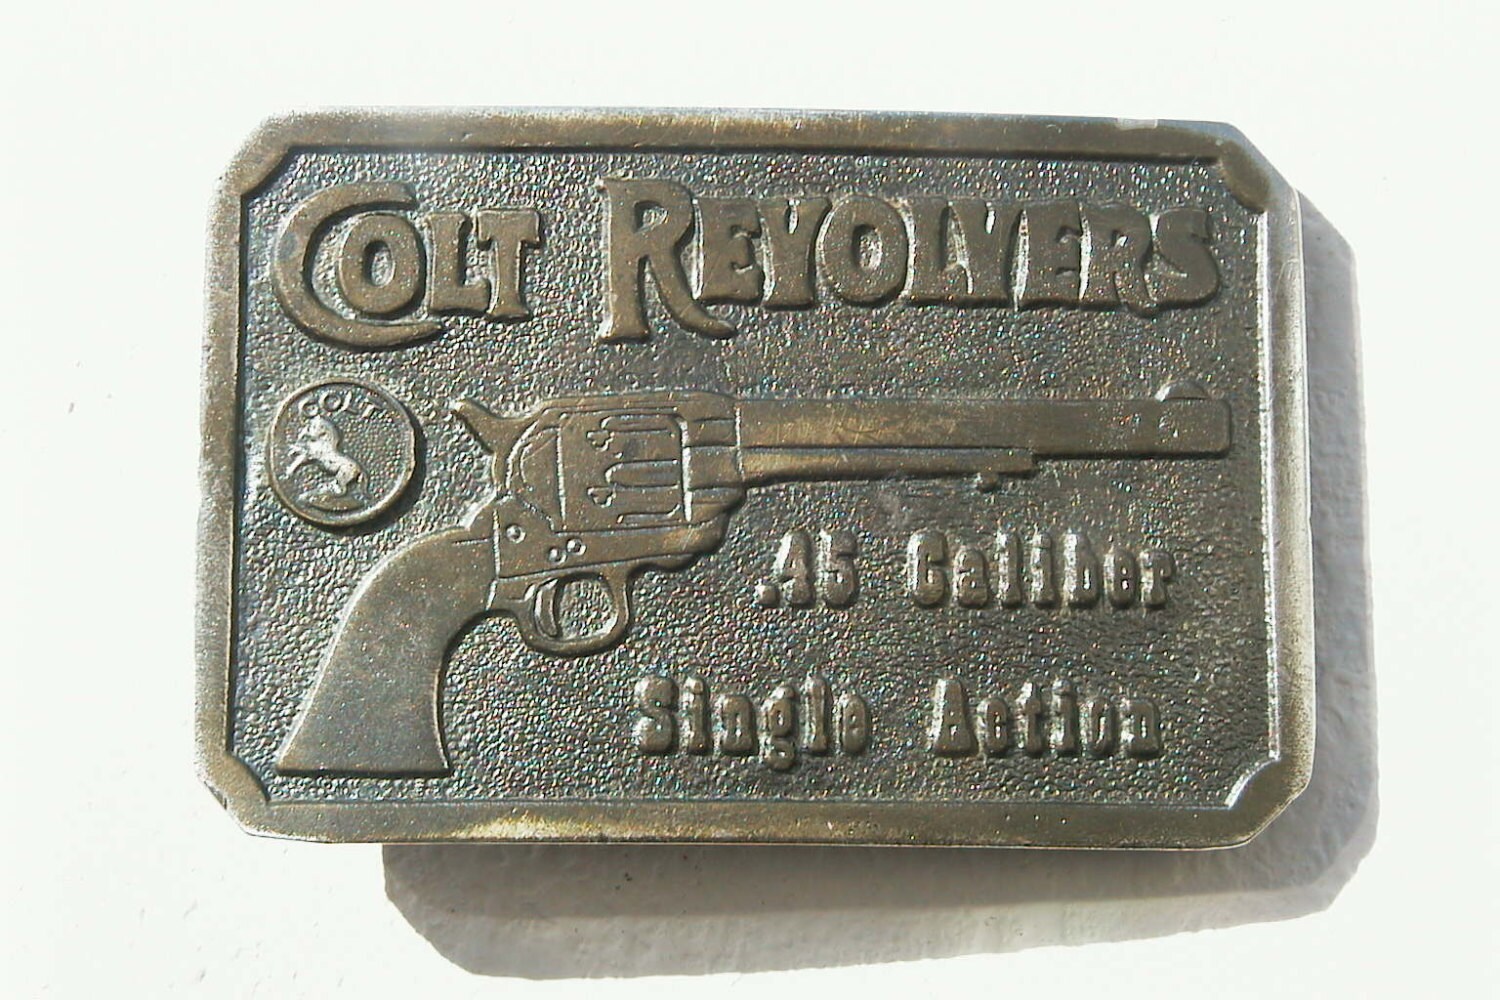 COLT REVOLVERS
COLT
.45 Caliber
Single Action